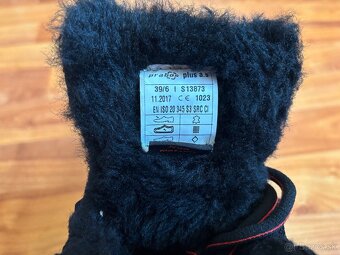 prabos plus a.s
39/6 I S13873
11.2017 CE 1023
EN ISO 20 345 S3 SRC CI